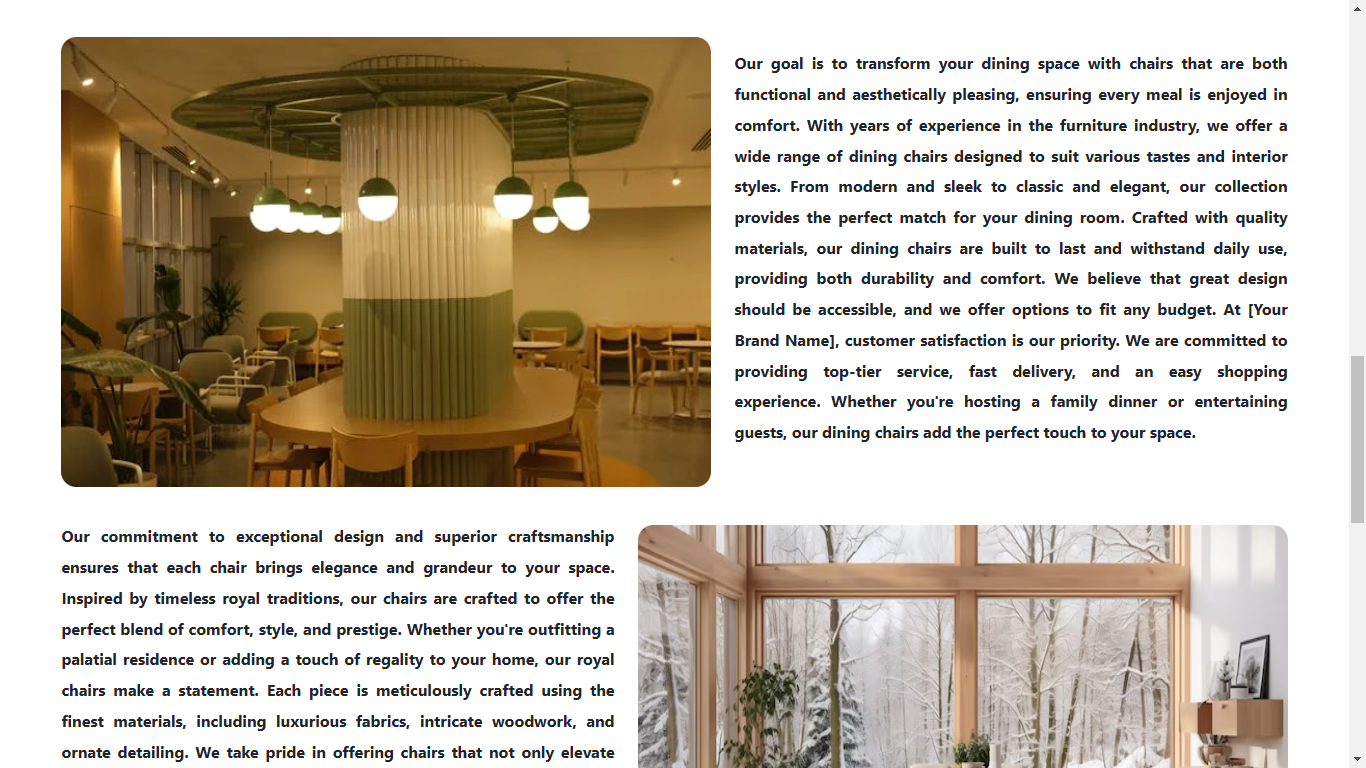 Our goal is to transform your dining space with chairs that are both
functional and aesthetically pleasing, ensuring every meal is enjoyed in
comfort. With years of experience in the furniture industry, we offer a
wide range of dining chairs designed to suit various tastes and interior
styles. From modern and sleek to classic and elegant, our collection
provides the perfect match for your dining room. Crafted with quality
materials, our dining chairs are built to last and withstand daily use,
providing both durability and comfort. We believe that great design
should be accessible, and we offer options to fit any budget. At [Your
Brand Name], customer satisfaction is our priority. We are committed to
providing top-tier service, fast delivery, and an easy shopping
experience. Whether you're hosting a family dinner or entertaining
guests, our dining chairs add the perfect touch to your space.
Our commitment to exceptional design and superior craftsmanship
ensures that each chair brings elegance and grandeur to your space.
Inspired by timeless royal traditions, our chairs are crafted to offer the
perfect blend of comfort, style, and prestige. Whether you're outfitting a
palatial residence or adding a touch of regality to your home, our royal
chairs make a statement. Each piece is meticulously crafted using the
finest materials, including luxurious fabrics, intricate woodwork, and
ornate detailing. We take pride in offering chairs that not only elevate